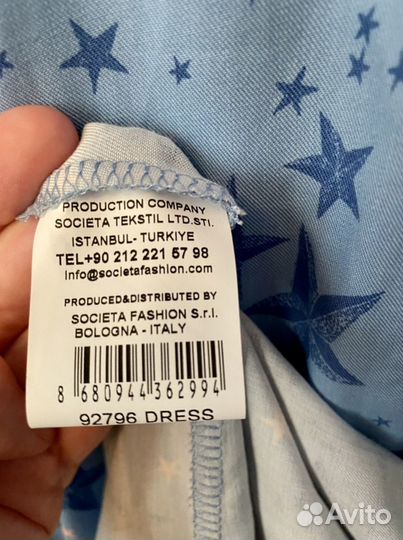 PRODUCTION COMPANY
SOCIETA TEKSTIL LTD.STI.
ISTANBUL- TURKIYE
TEL+90 212 221 57 98
info@societafashion.com
PRODUCED&DISTRIBUTED BY
SOCIETA FASHION S.r.l.
BOLOGNA - ITALY
8 680944 362994
92796 DRESS
Avito